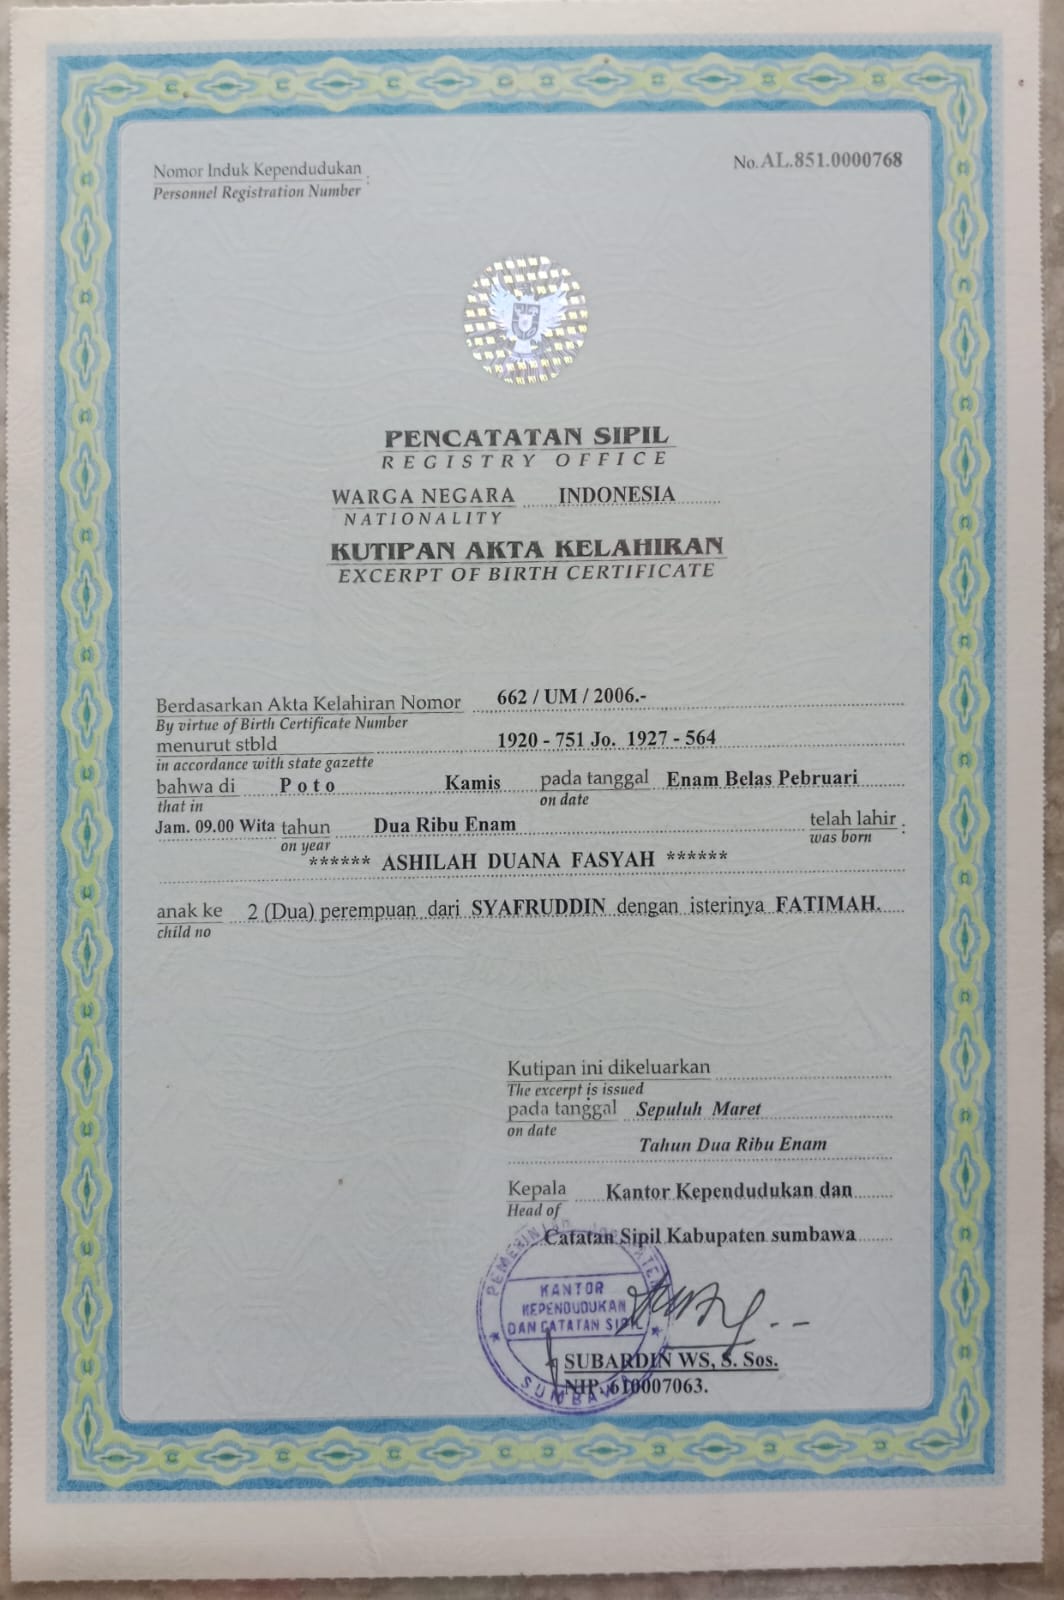 No. AL.851.0000768
Nomor Induk Kependudukan :
Personnel Registration Number
PENCATATAN SIPIL
REGISTRY OFFICE
WARGA NEGARA INDONESIA
NATIONALITY
KUTIPAN AKTA KELAHIRAN
EXCERPT OF BIRTH CERTIFICATE
Berdasarkan Akta Kelahiran Nomor 662 / UM / 2006.-
By virtue of Birth Certificate Number
menurut stbld 1920 - 751 Jo. 1927 - 564
in accordance with state gazette
bahwa di Poto Kamis pada tanggal Enam Belas Pebruari
that in on date
Jam. 09.00 Wita tahun Dua Ribu Enam telah lahir :
on year was born
****** ASHILAH DUANA FASYAH ******
anak ke 2 (Dua) perempuan dari SYAFRUDDIN dengan isterinya FATIMAH.
child no
Kutipan ini dikeluarkan
The excerpt is issued
pada tanggal Sepuluh Maret
on date
Tahun Dua Ribu Enam
Kepala Kantor Kependudukan dan
Head of
Catatan Sipil Kabupaten sumbawa
KANTOR
KEPENDUDUKAN
DAN CATATAN SIPIL
SUMBAWA
SUBARDIN WS, S. Sos.
NIP. 610007063.